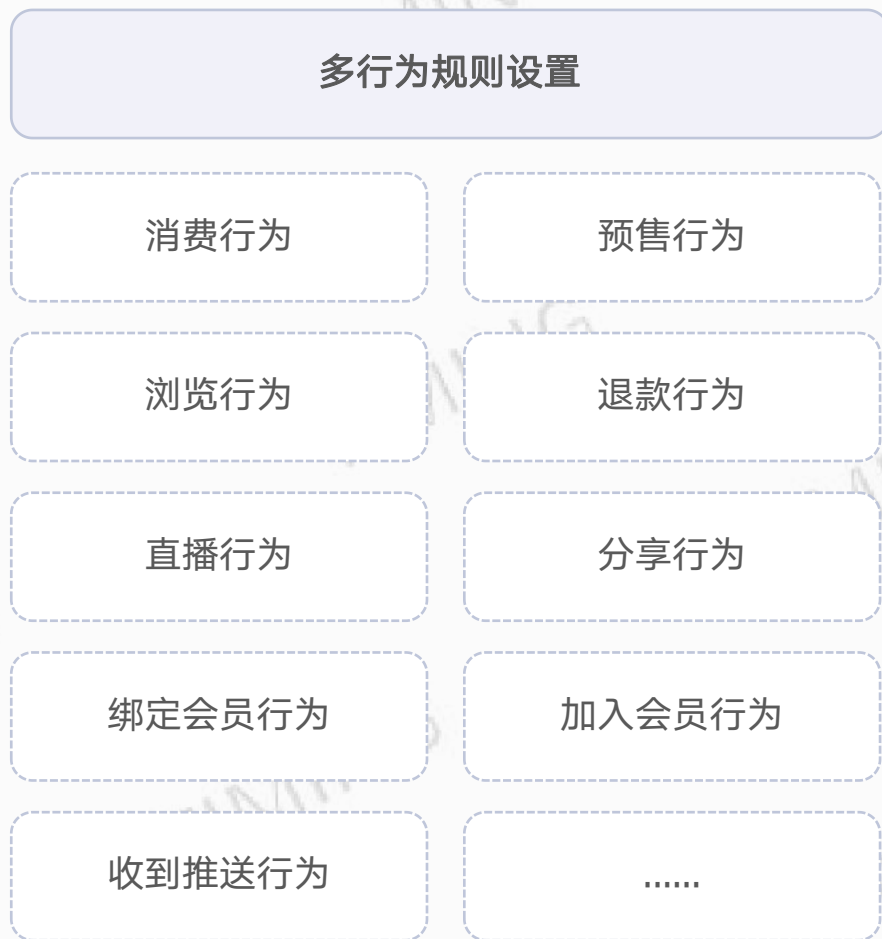 多行为规则设置
消费行为
预售行为
浏览行为
退款行为
直播行为
分享行为
绑定会员行为
加入会员行为
收到推送行为
......